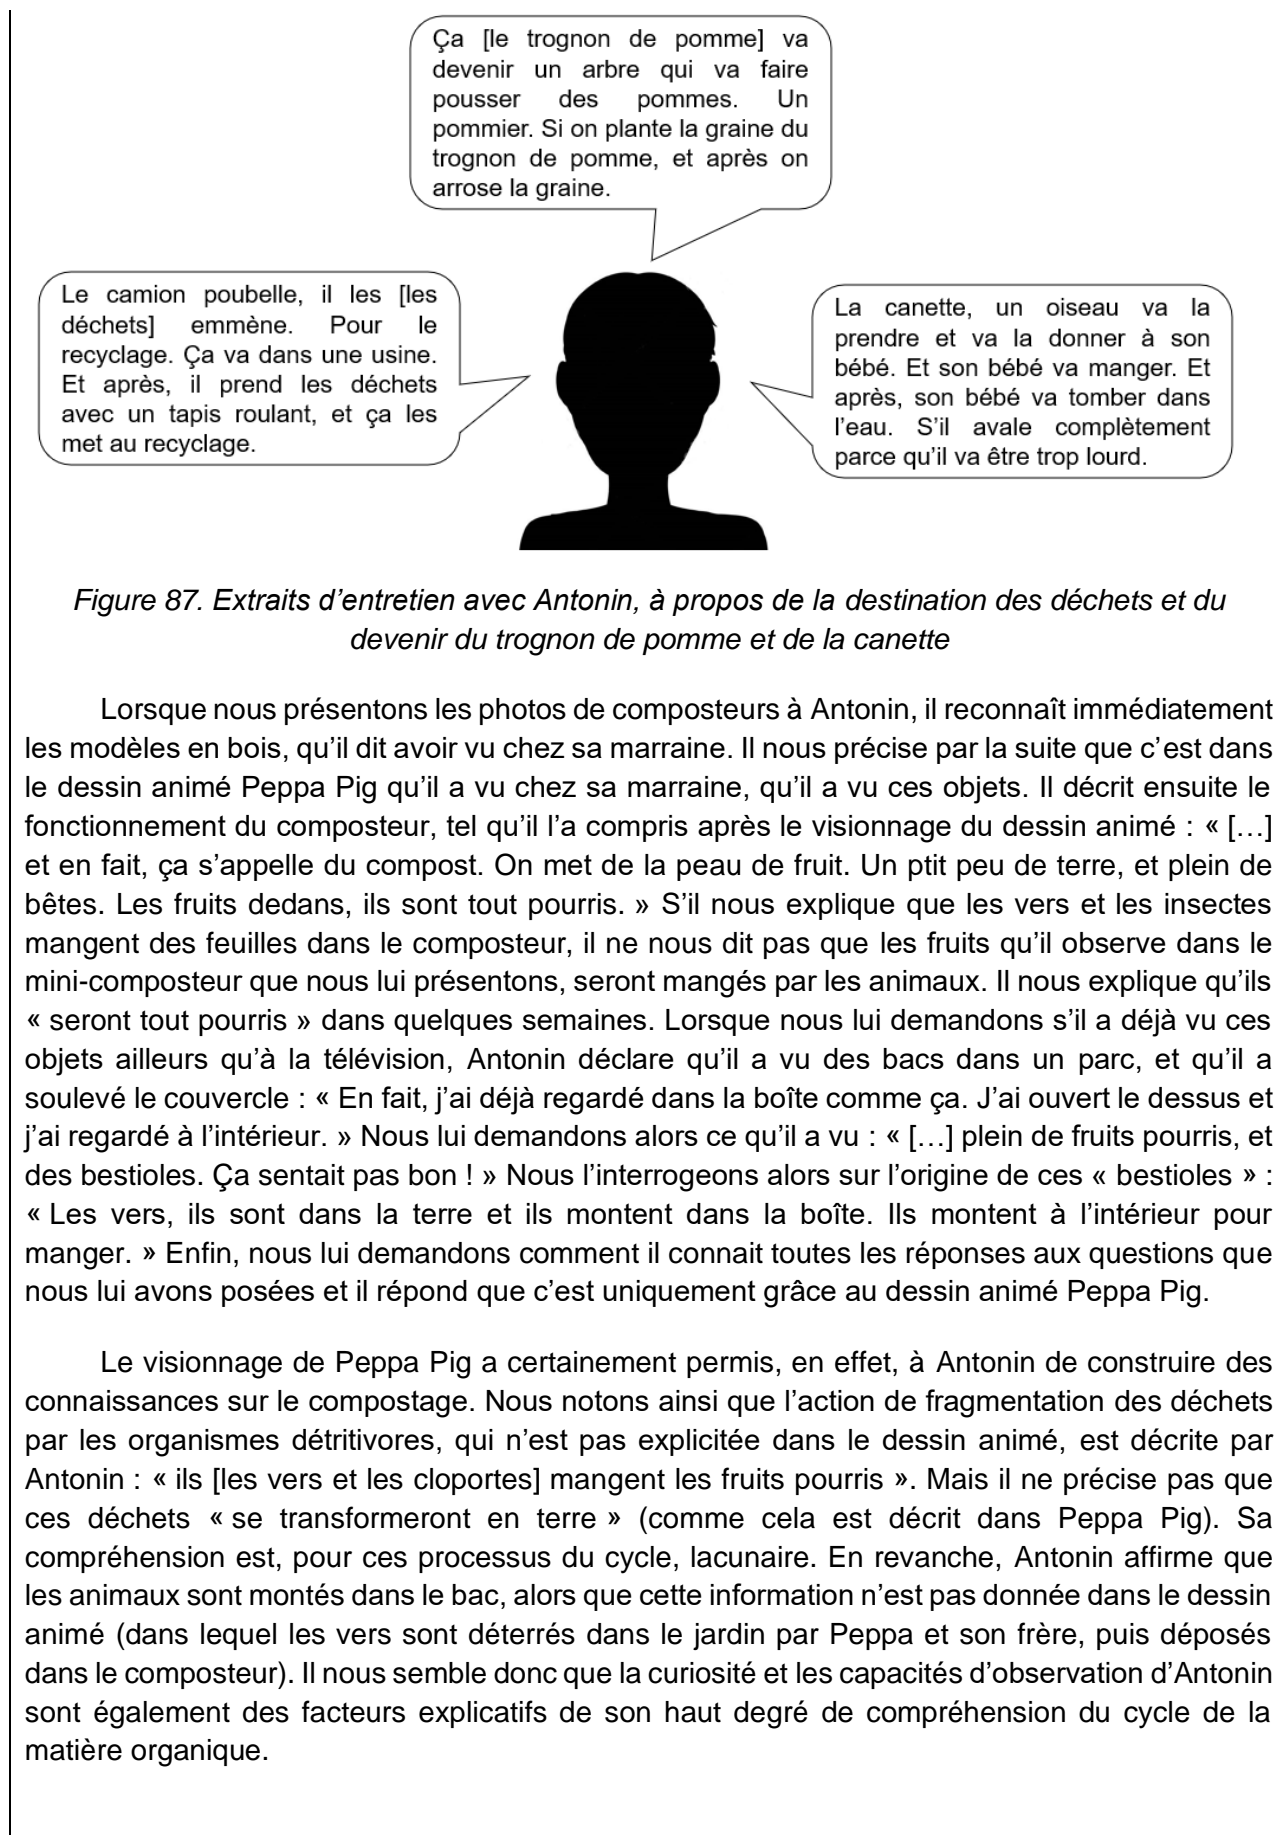 Ça [le trognon de pomme] va
devenir un arbre qui va faire
pousser des pommes. Un
pommier. Si on plante la graine du
trognon de pomme, et après on
arrose la graine.
Le camion poubelle, il les [les
déchets] emmène. Pour le
recyclage. Ça va dans une usine.
Et après, il prend les déchets
avec un tapis roulant, et ça les
met au recyclage.
La canette, un oiseau va la
prendre et va la donner à son
bébé. Et son bébé va manger. Et
après, son bébé va tomber dans
l'eau. S'il avale complètement
parce qu'il va être trop lourd.
Figure 87. Extraits d'entretien avec Antonin, à propos de la destination des déchets et du
devenir du trognon de pomme et de la canette
Lorsque nous présentons les photos de composteurs à Antonin, il reconnaît immédiatement
les modèles en bois, qu'il dit avoir vu chez sa marraine. Il nous précise par la suite que c'est dans
le dessin animé Peppa Pig qu'il a vu chez sa marraine, qu'il a vu ces objets. Il décrit ensuite le
fonctionnement du composteur, tel qu'il l'a compris après le visionnage du dessin animé : « […]
et en fait, ça s'appelle du compost. On met de la peau de fruit. Un ptit peu de terre, et plein de
bêtes. Les fruits dedans, ils sont tout pourris. » S'il nous explique que les vers et les insectes
mangent des feuilles dans le composteur, il ne nous dit pas que les fruits qu'il observe dans le
mini-composteur que nous lui présentons, seront mangés par les animaux. Il nous explique qu'ils
« seront tout pourris » dans quelques semaines. Lorsque nous lui demandons s'il a déjà vu ces
objets ailleurs qu'à la télévision, Antonin déclare qu'il a vu des bacs dans un parc, et qu'il a
soulevé le couvercle : « En fait, j'ai déjà regardé dans la boîte comme ça. J'ai ouvert le dessus et
j'ai regardé à l'intérieur. » Nous lui demandons alors ce qu'il a vu : « […] plein de fruits pourris, et
des bestioles. Ça sentait pas bon ! » Nous l'interrogeons alors sur l'origine de ces « bestioles » :
« Les vers, ils sont dans la terre et ils montent dans la boîte. Ils montent à l'intérieur pour
manger. » Enfin, nous lui demandons comment il connait toutes les réponses aux questions que
nous lui avons posées et il répond que c'est uniquement grâce au dessin animé Peppa Pig.
Le visionnage de Peppa Pig a certainement permis, en effet, à Antonin de construire des
connaissances sur le compostage. Nous notons ainsi que l'action de fragmentation des déchets
par les organismes détritivores, qui n'est pas explicitée dans le dessin animé, est décrite par
Antonin : « ils [les vers et les cloportes] mangent les fruits pourris ». Mais il ne précise pas que
ces déchets « se transformeront en terre » (comme cela est décrit dans Peppa Pig). Sa
compréhension est, pour ces processus du cycle, lacunaire. En revanche, Antonin affirme que
les animaux sont montés dans le bac, alors que cette information n'est pas donnée dans le dessin
animé (dans lequel les vers sont déterrés dans le jardin par Peppa et son frère, puis déposés
dans le composteur). Il nous semble donc que la curiosité et les capacités d'observation d'Antonin
sont également des facteurs explicatifs de son haut degré de compréhension du cycle de la
matière organique.